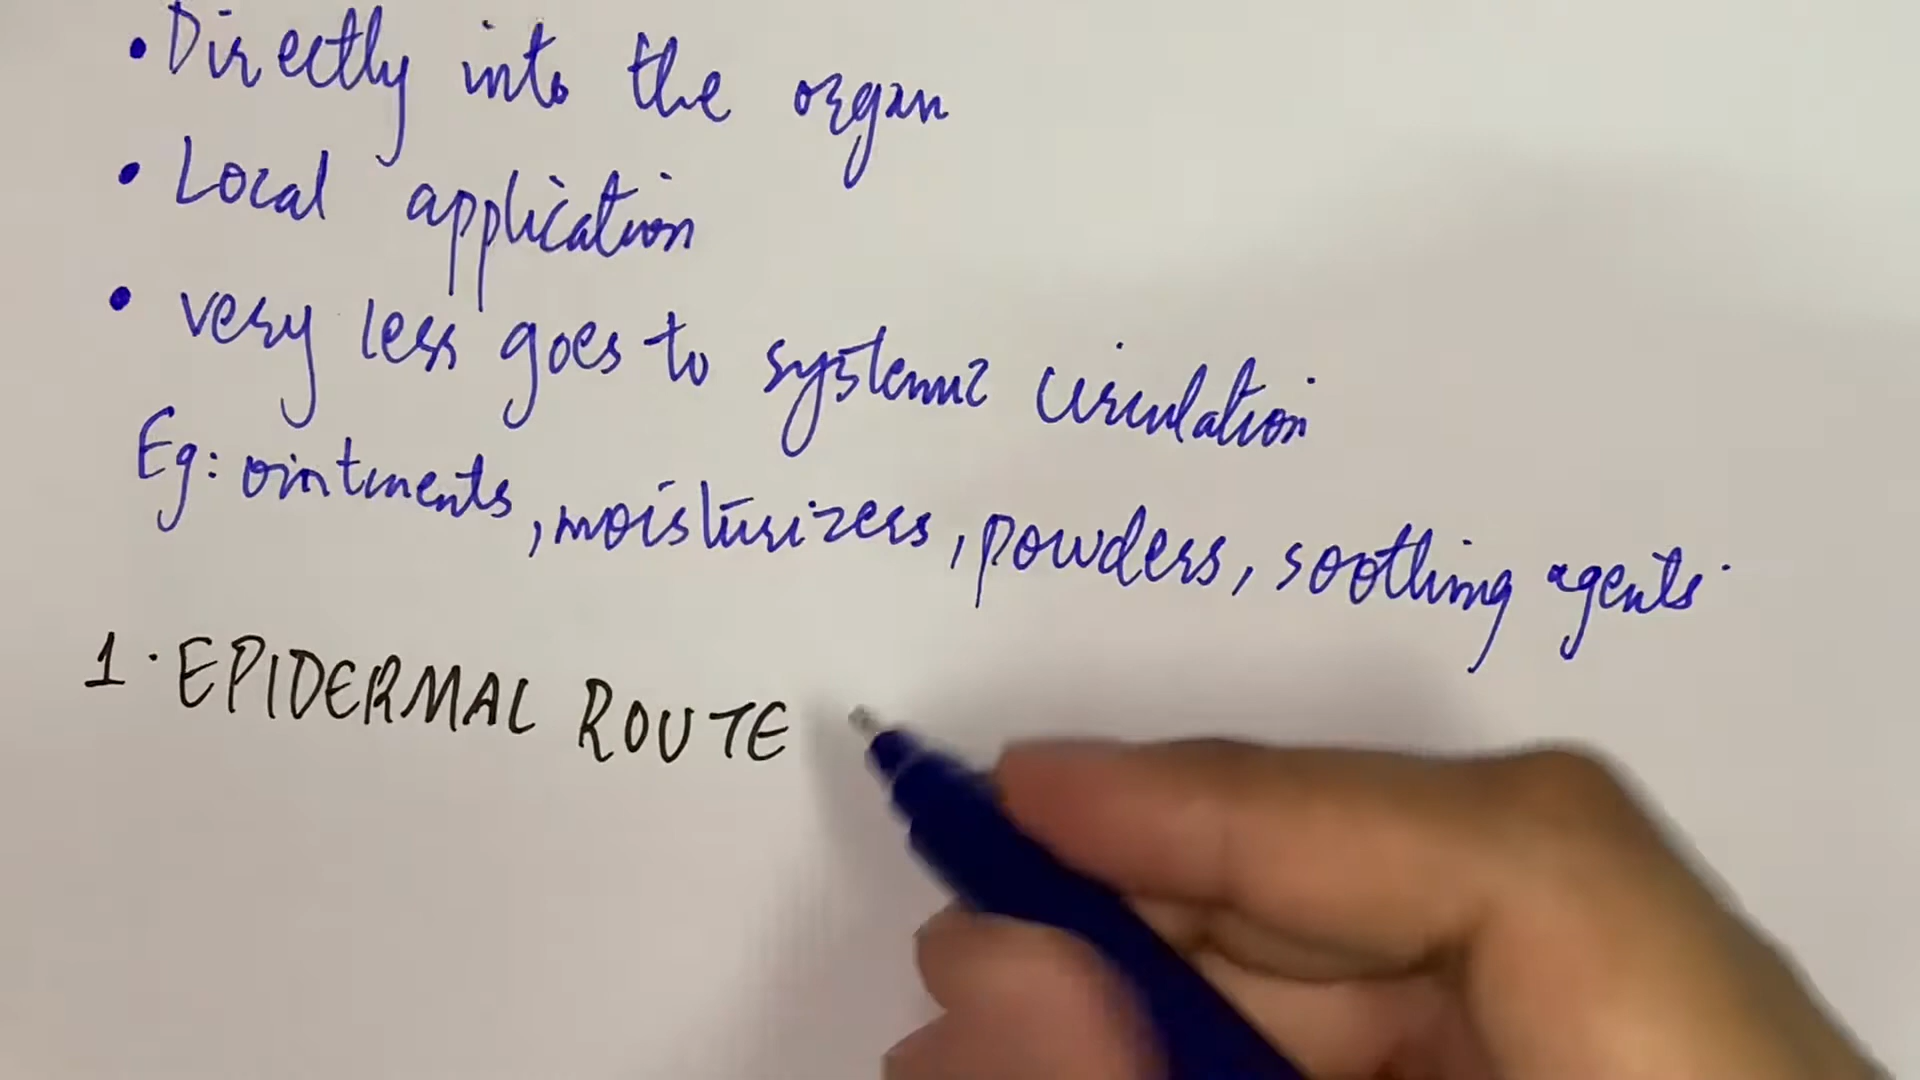 • Directly into the organ
• Local application
• very less goes to systemic circulation
Eg: ointments, moisturizers, powders, soothing agents.
1. EPIDERMAL ROUTE